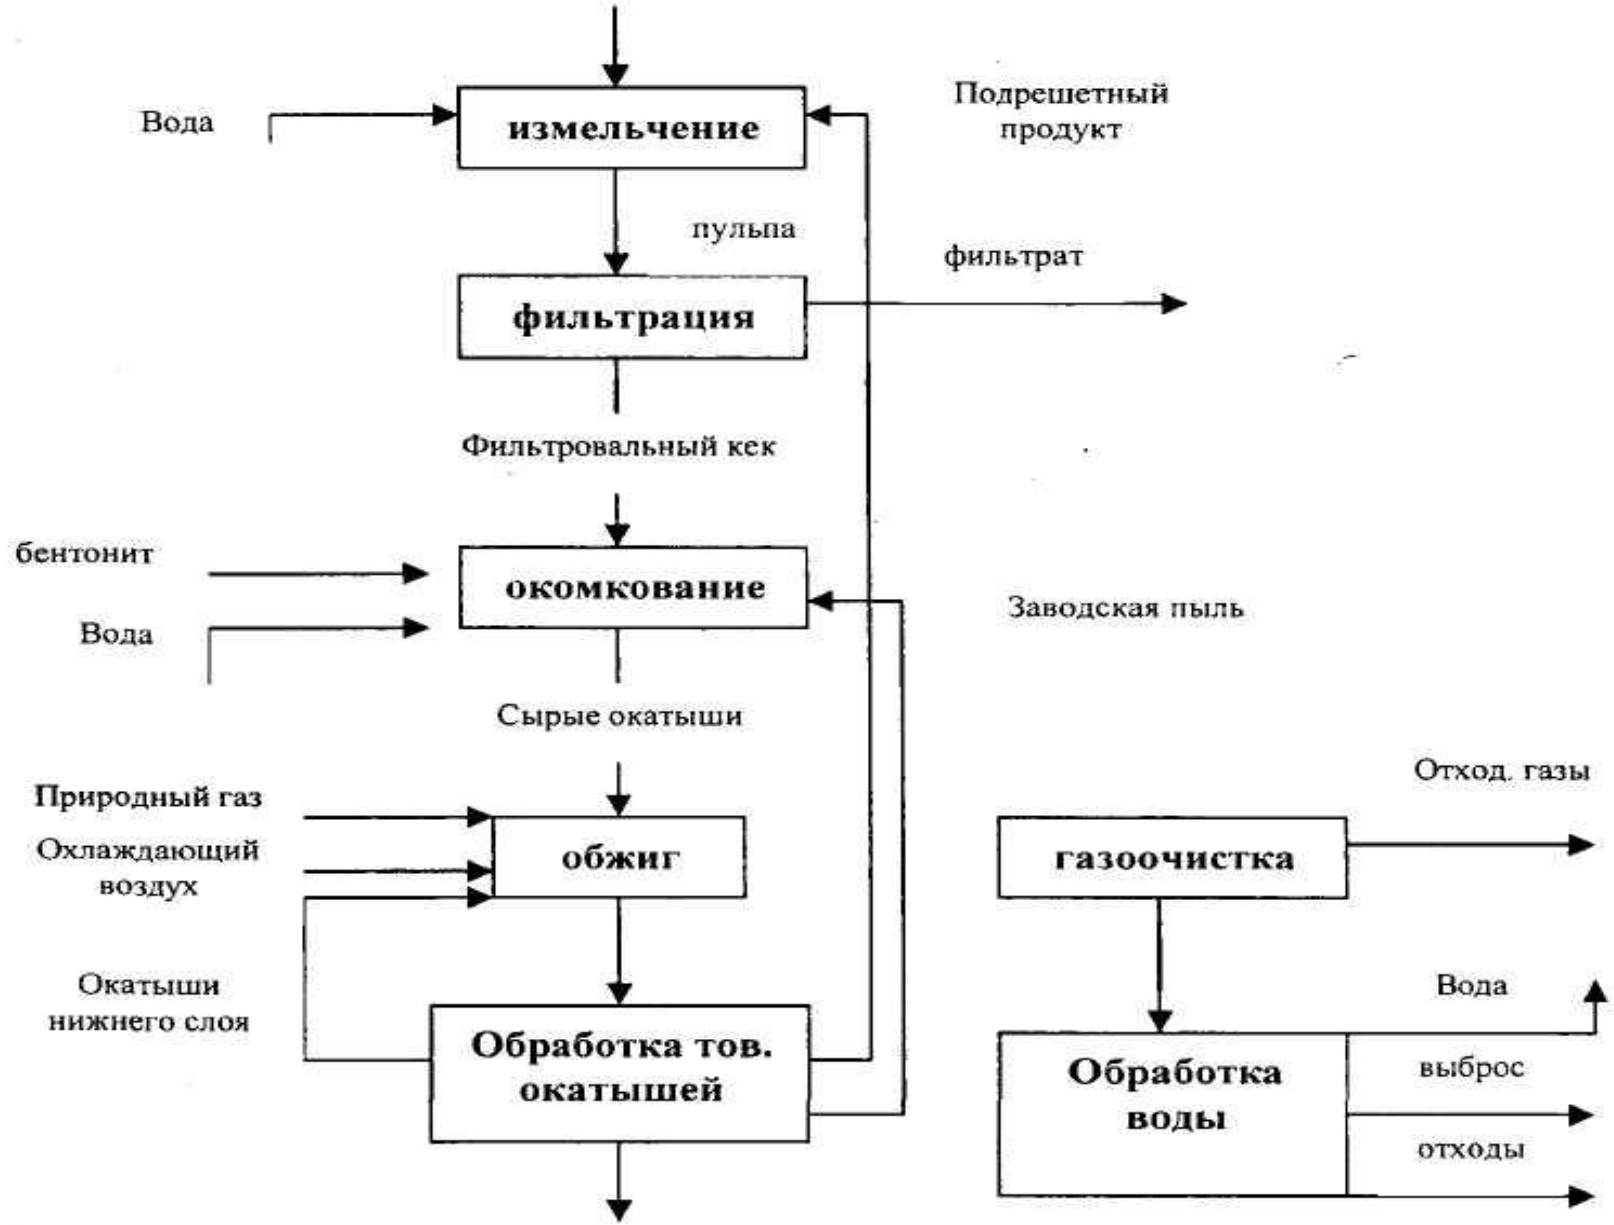 Вода
измельчение
Подрешетный
продукт
пульпа
фильтрат
фильтрация
Фильтровальный кек
бентонит
окомкование
Вода
Заводская пыль
Сырые окатыши
Природный газ
Отход. газы
Охлаждающий
воздух
обжиг
газоочистка
Окатыши
нижнего слоя
Вода
Обработка тов.
окатышей
Обработка
воды
выброс
отходы